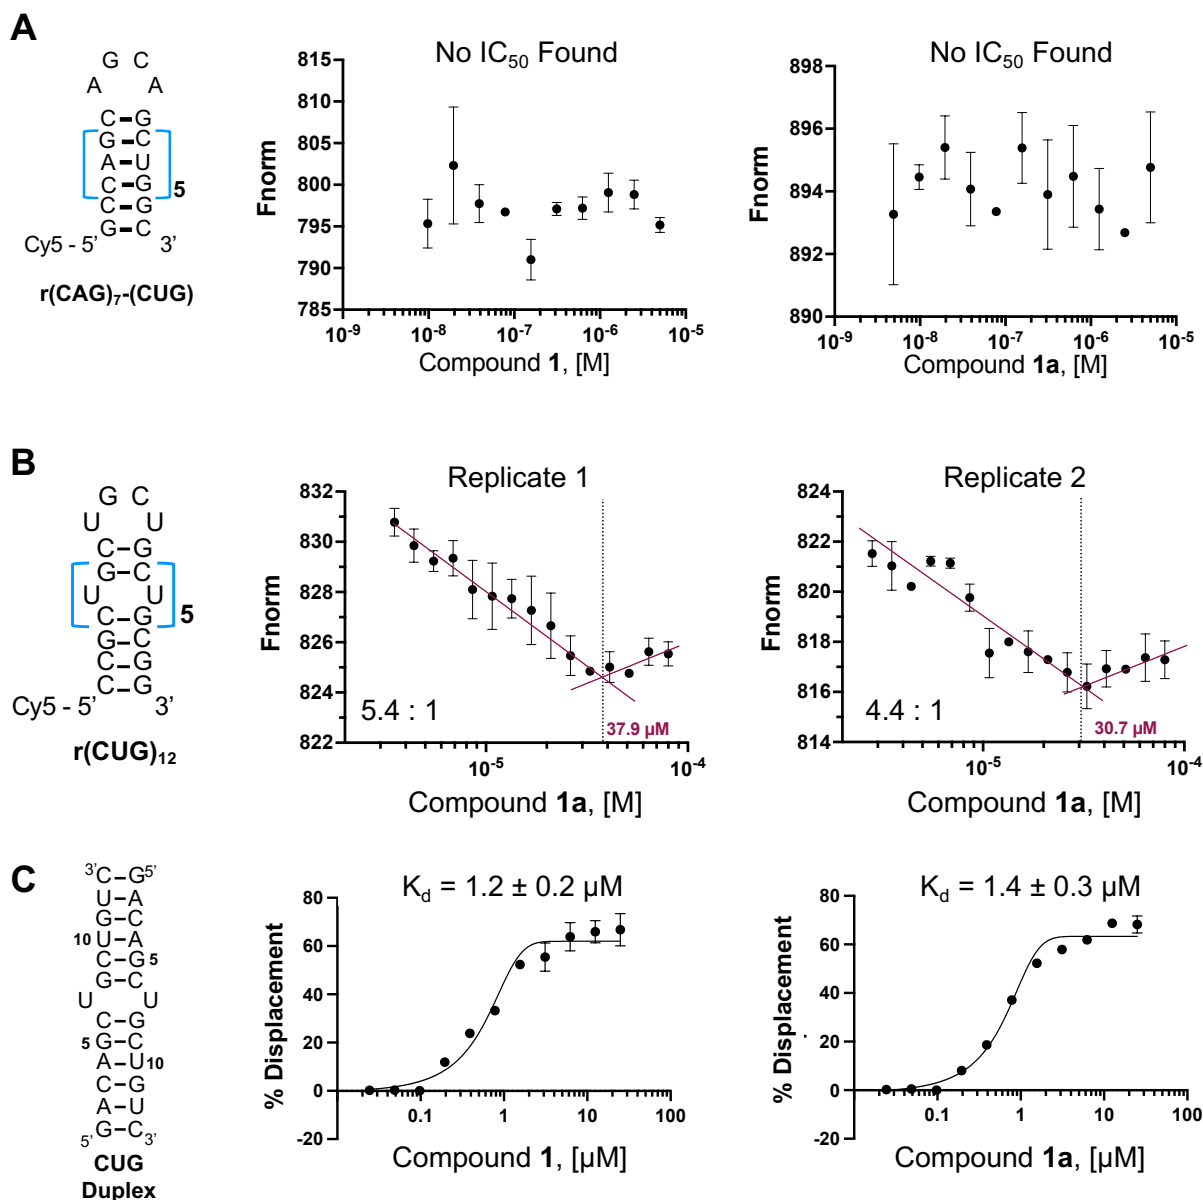 A
G C
A A
C G
G C
A U
C G
C G 5
G C
Cy5 - 5' 3'
r(CAG)₇-(CUG)
No IC₅₀ Found
Fnorm
815
810
805
800
795
790
785
10⁻⁹ 10⁻⁸ 10⁻⁷ 10⁻⁶ 10⁻⁵
Compound 1, [M]
No IC₅₀ Found
Fnorm
898
896
894
892
890
10⁻⁹ 10⁻⁸ 10⁻⁷ 10⁻⁶ 10⁻⁵
Compound 1a, [M]
B
G C
U U
C G
G C
U U
C G 5
G C
C G
C G
Cy5 - 5' 3'
r(CUG)₁₂
Replicate 1
Fnorm
832
830
828
826
824
822
5.4 : 1
37.9 µM
10⁻⁵ 10⁻⁴
Compound 1a, [M]
Replicate 2
Fnorm
824
822
820
818
816
814
4.4 : 1
30.7 µM
10⁻⁵ 10⁻⁴
Compound 1a, [M]
C
3' C G 5'
U A
G C
10 U A
C G 5
G C
U U
C G
5 G C
A U 10
C G
A U
5' G C 3'
CUG
Duplex
K_d = 1.2 ± 0.2 µM
% Displacement
80
60
40
20
0
-20
0.1 1 10 100
Compound 1, [µM]
K_d = 1.4 ± 0.3 µM
% Displacement
80
60
40
20
0
-20
0.1 1 10 100
Compound 1a, [µM]